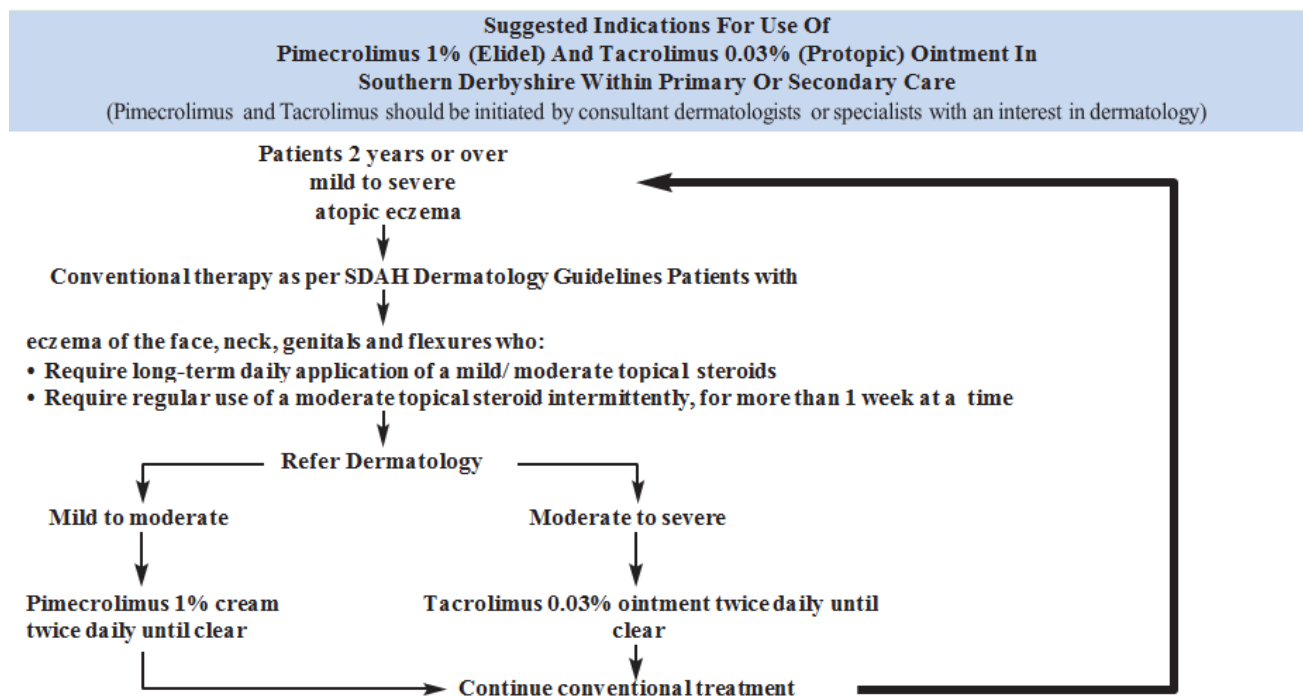 Suggested Indications For Use Of
Pimecrolimus 1% (Elidel) And Tacrolimus 0.03% (Protopic) Ointment In
Southern Derbyshire Within Primary Or Secondary Care
(Pimecrolimus and Tacrolimus should be initiated by consultant dermatologists or specialists with an interest in dermatology)
Patients 2 years or over
mild to severe
atopic eczema
Conventional therapy as per SDAH Dermatology Guidelines Patients with
eczema of the face, neck, genitals and flexures who:
• Require long-term daily application of a mild/ moderate topical steroids
• Require regular use of a moderate topical steroid intermittently, for more than 1 week at a time
Refer Dermatology
Mild to moderate
Moderate to severe
Pimecrolimus 1% cream
twice daily until clear
Tacrolimus 0.03% ointment twice daily until
clear
Continue conventional treatment